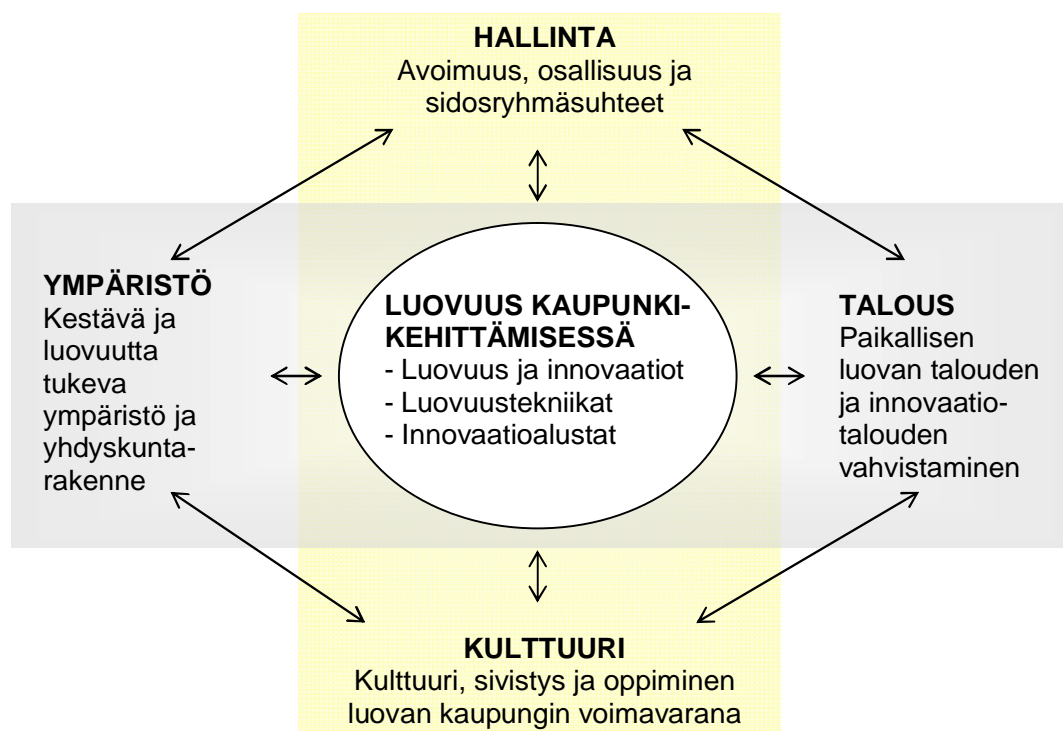 HALLINTA
Avoimuus, osallisuus ja
sidosryhmäsuhteet
YMPÄRISTÖ
Kestävä ja
luovuutta
tukeva
ympäristö ja
yhdyskunta-
rakenne
LUOVUUS KAUPUNKI-
KEHITTÄMISESSÄ
- Luovuus ja innovaatiot
- Luovuustekniikat
- Innovaatioalustat
TALOUS
Paikallisen
luovan talouden
ja innovaatio-
talouden
vahvistaminen
KULTTUURI
Kulttuuri, sivistys ja oppiminen
luovan kaupungin voimavarana